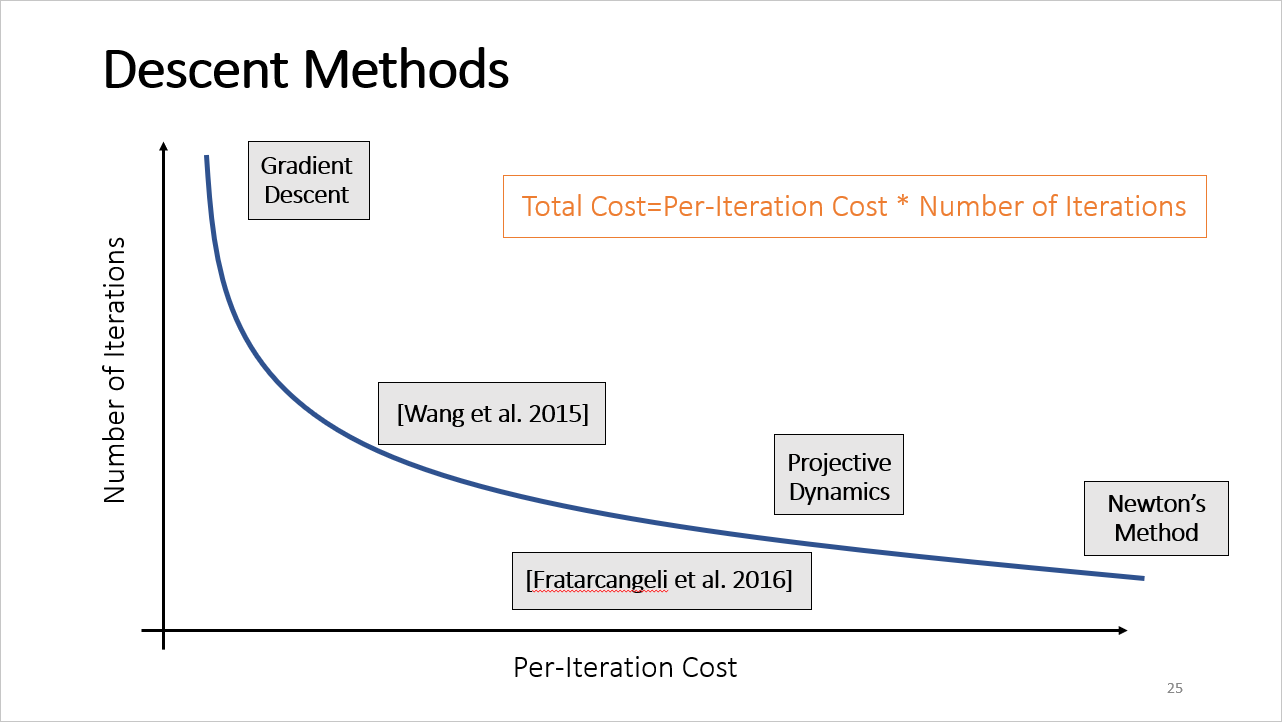 Descent Methods
Gradient
Descent
Total Cost=Per-Iteration Cost * Number of Iterations
Number of Iterations
[Wang et al. 2015]
Projective
Dynamics
Newton’s
Method
[Fratarcangeli et al. 2016]
Per-Iteration Cost
25